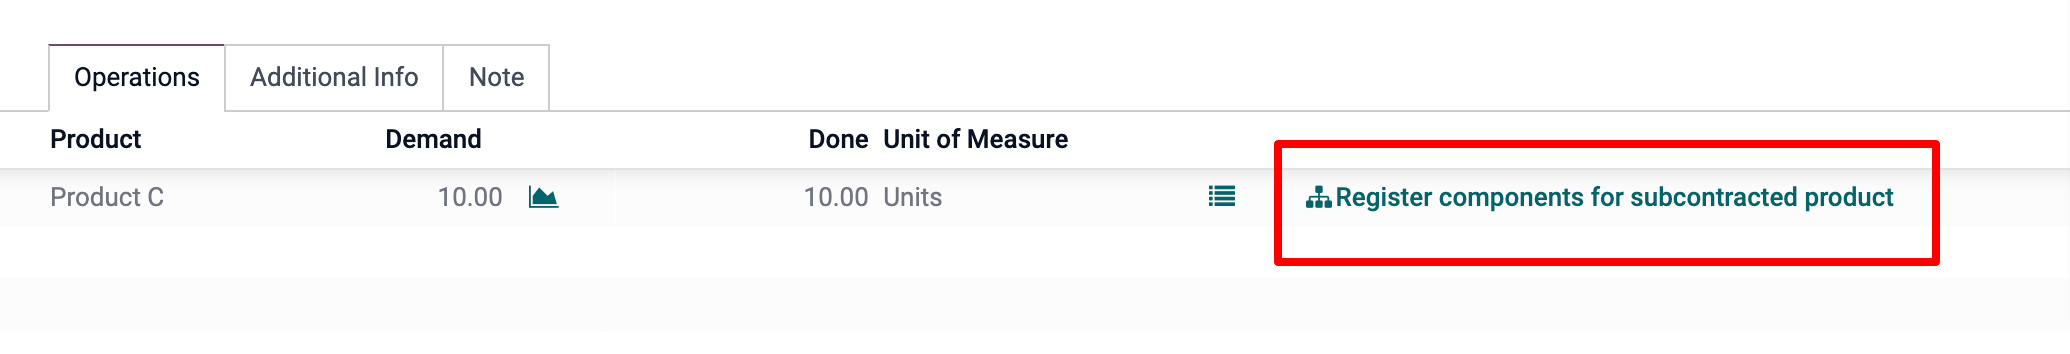 Operations Additional Info Note
Product Demand Done Unit of Measure
Product C 10.00 10.00 Units Register components for subcontracted product